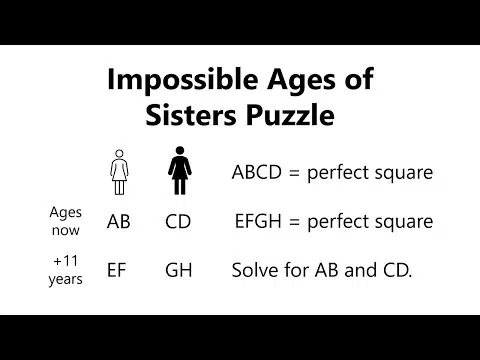 Impossible Ages of
Sisters Puzzle
ABCD = perfect square
Ages now AB CD EFGH = perfect square
+11 years EF GH Solve for AB and CD.